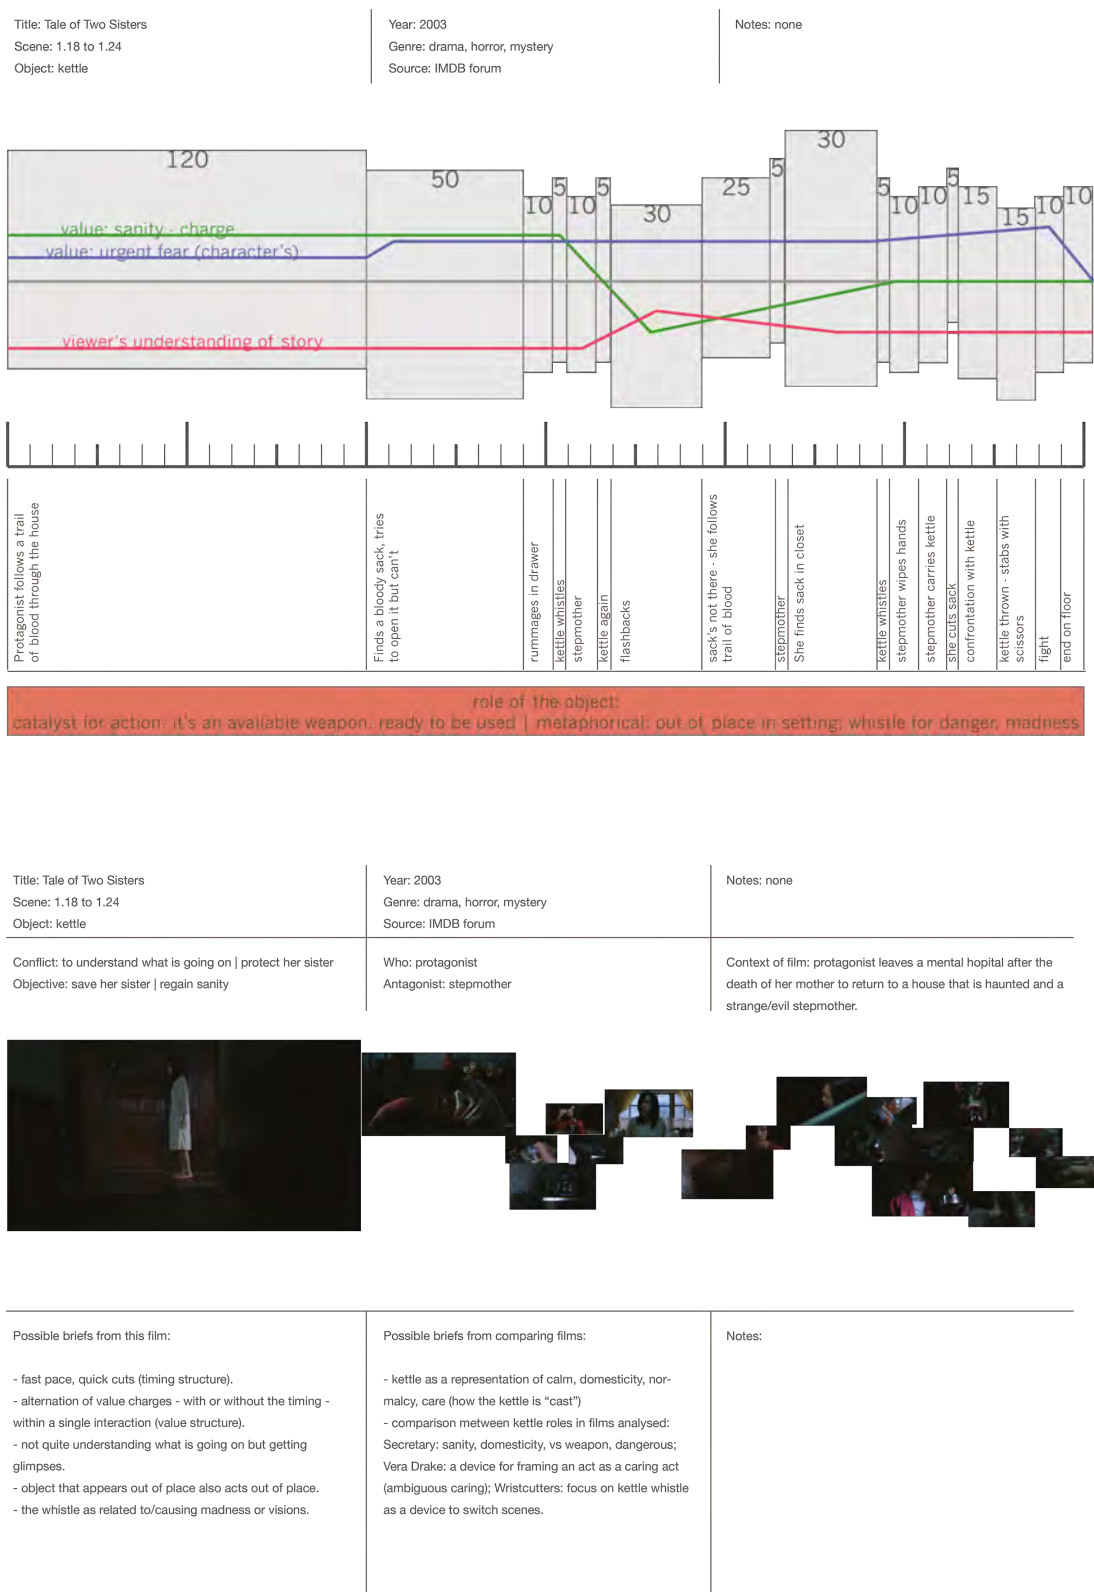 Title: Tale of Two Sisters
Scene: 1.18 to 1.24
Object: kettle
Year: 2003
Genre: drama, horror, mystery
Source: IMDB forum
Notes: none
120
50
10
5
10
5
30
25
5
30
5
10
10
5
15
15
10
10
value: sanity - charge
value: urgent fear (character's)
viewer's understanding of story
Protagonist follows a trail
of blood through the house
Finds a bloody sack, tries
to open it but can't
rummages in drawer
kettle whistles
stepmother
kettle again
flashbacks
sack's not there - she follows
trail of blood
stepmother
She finds sack in closet
kettle whistles
stepmother wipes hands
stepmother carries kettle
she cuts sack
confrontation with kettle
kettle thrown - stabs with
scissors
fight
end on floor
role of the object:
catalyst for action: it's an available weapon, ready to be used | metaphorical: out of place in setting; whistle for danger, madness
Title: Tale of Two Sisters
Scene: 1.18 to 1.24
Object: kettle
Year: 2003
Genre: drama, horror, mystery
Source: IMDB forum
Notes: none
Conflict: to understand what is going on | protect her sister
Objective: save her sister | regain sanity
Who: protagonist
Antagonist: stepmother
Context of film: protagonist leaves a mental hopital after the
death of her mother to return to a house that is haunted and a
strange/evil stepmother.
Possible briefs from this film:
- fast pace, quick cuts (timing structure).
- alternation of value charges - with or without the timing -
within a single interaction (value structure).
- not quite understanding what is going on but getting
glimpses.
- object that appears out of place also acts out of place.
- the whistle as related to/causing madness or visions.
Possible briefs from comparing films:
- kettle as a representation of calm, domesticity, nor-
malcy, care (how the kettle is “cast”)
- comparison metween kettle roles in films analysed:
Secretary: sanity, domesticity, vs weapon, dangerous;
Vera Drake: a device for framing an act as a caring act
(ambiguous caring); Wristcutters: focus on kettle whistle
as a device to switch scenes.
Notes: